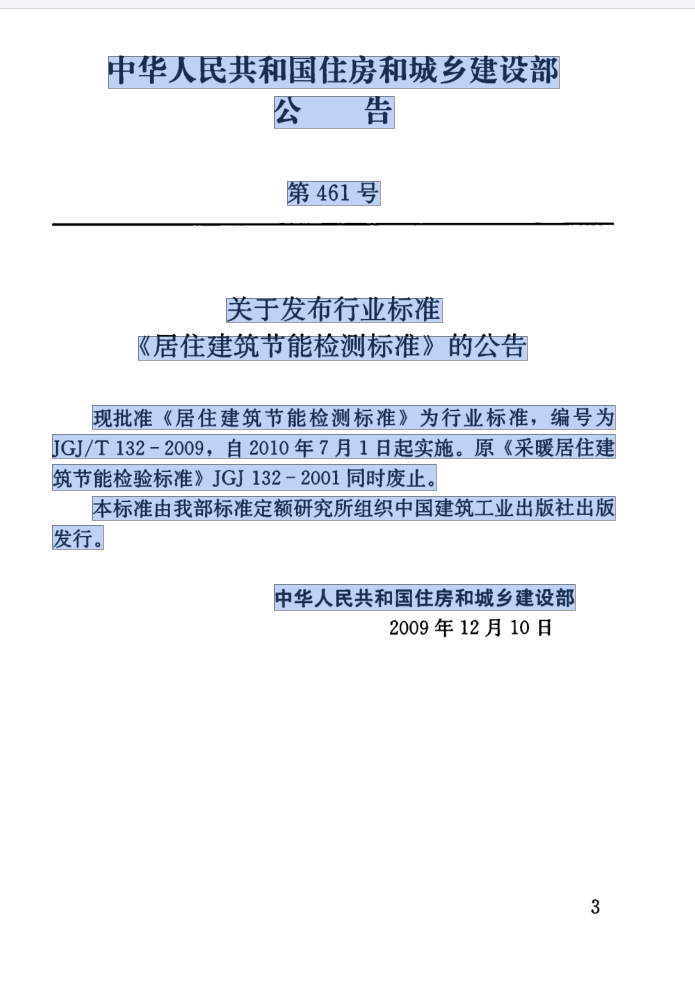 中华人民共和国住房和城乡建设部
公 告
第 461 号
关于发布行业标准
《居住建筑节能检测标准》的公告
现批准《居住建筑节能检测标准》为行业标准，编号为
JGJ/T 132-2009，自 2010 年 7 月 1 日起实施。原《采暖居住建
筑节能检验标准》JGJ 132-2001 同时废止。
本标准由我部标准定额研究所组织中国建筑工业出版社出版
发行。
中华人民共和国住房和城乡建设部
2009 年 12 月 10 日
3